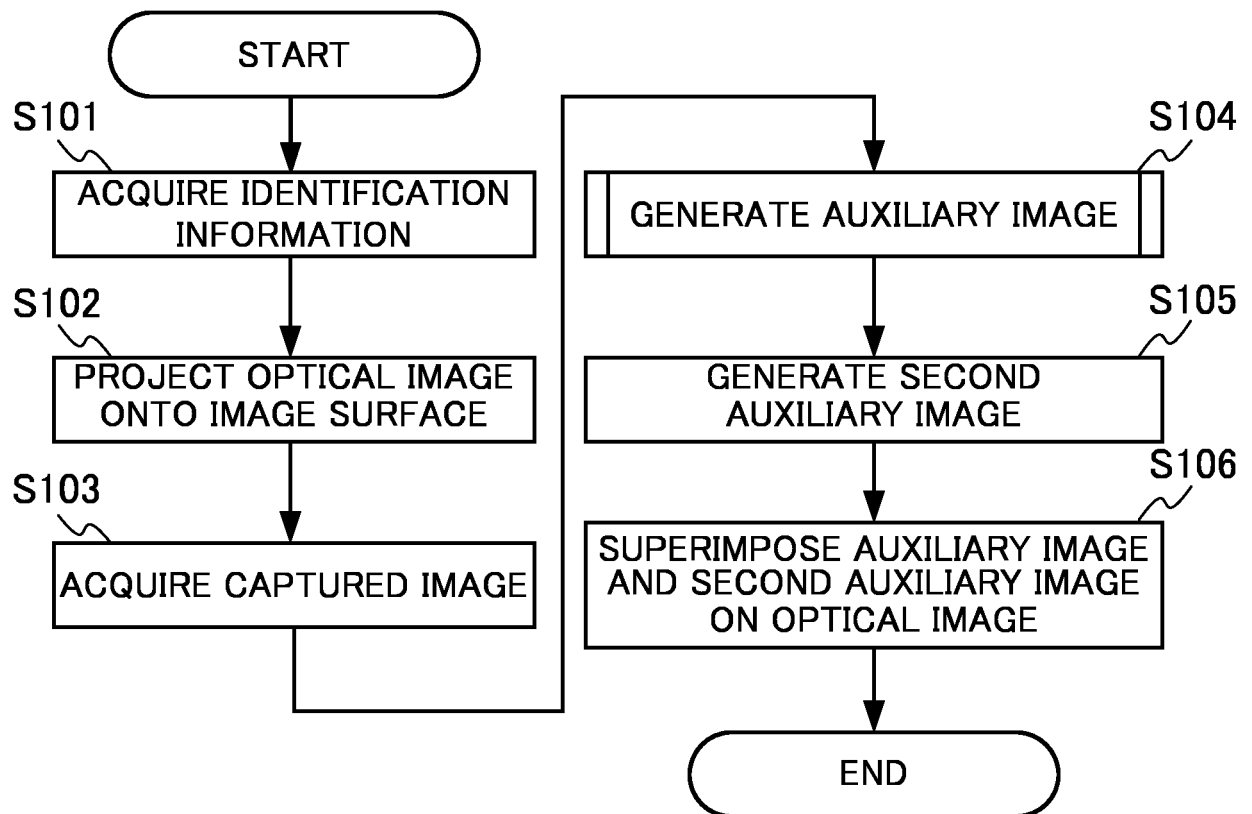 START
S101
ACQUIRE IDENTIFICATION
INFORMATION
S102
PROJECT OPTICAL IMAGE
ONTO IMAGE SURFACE
S103
ACQUIRE CAPTURED IMAGE
S104
GENERATE AUXILIARY IMAGE
S105
GENERATE SECOND
AUXILIARY IMAGE
S106
SUPERIMPOSE AUXILIARY IMAGE
AND SECOND AUXILIARY IMAGE
ON OPTICAL IMAGE
END